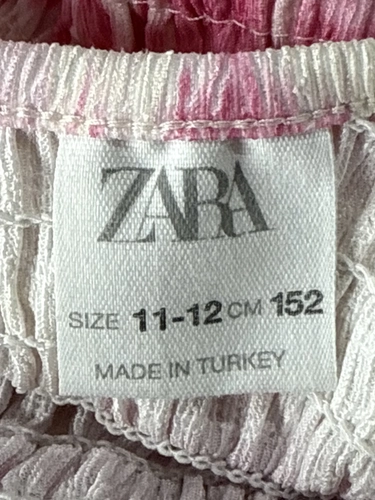 ZARA
SIZE 11-12 CM 152
MADE IN TURKEY